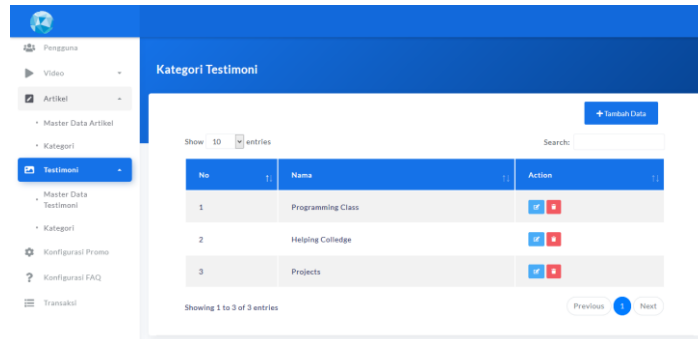 Pengguna
Video
Artikel
Master Data Artikel
Kategori
Testimoni
Master Data
Testimoni
Kategori
Konfigurasi Promo
Konfigurasi FAQ
Transaksi
Kategori Testimoni
+Tambah Data
Show 10 entries
Search:
No Nama Action
1 Programming Class
2 Helping Colledge
3 Projects
Showing 1 to 3 of 3 entries
Previous 1 Next